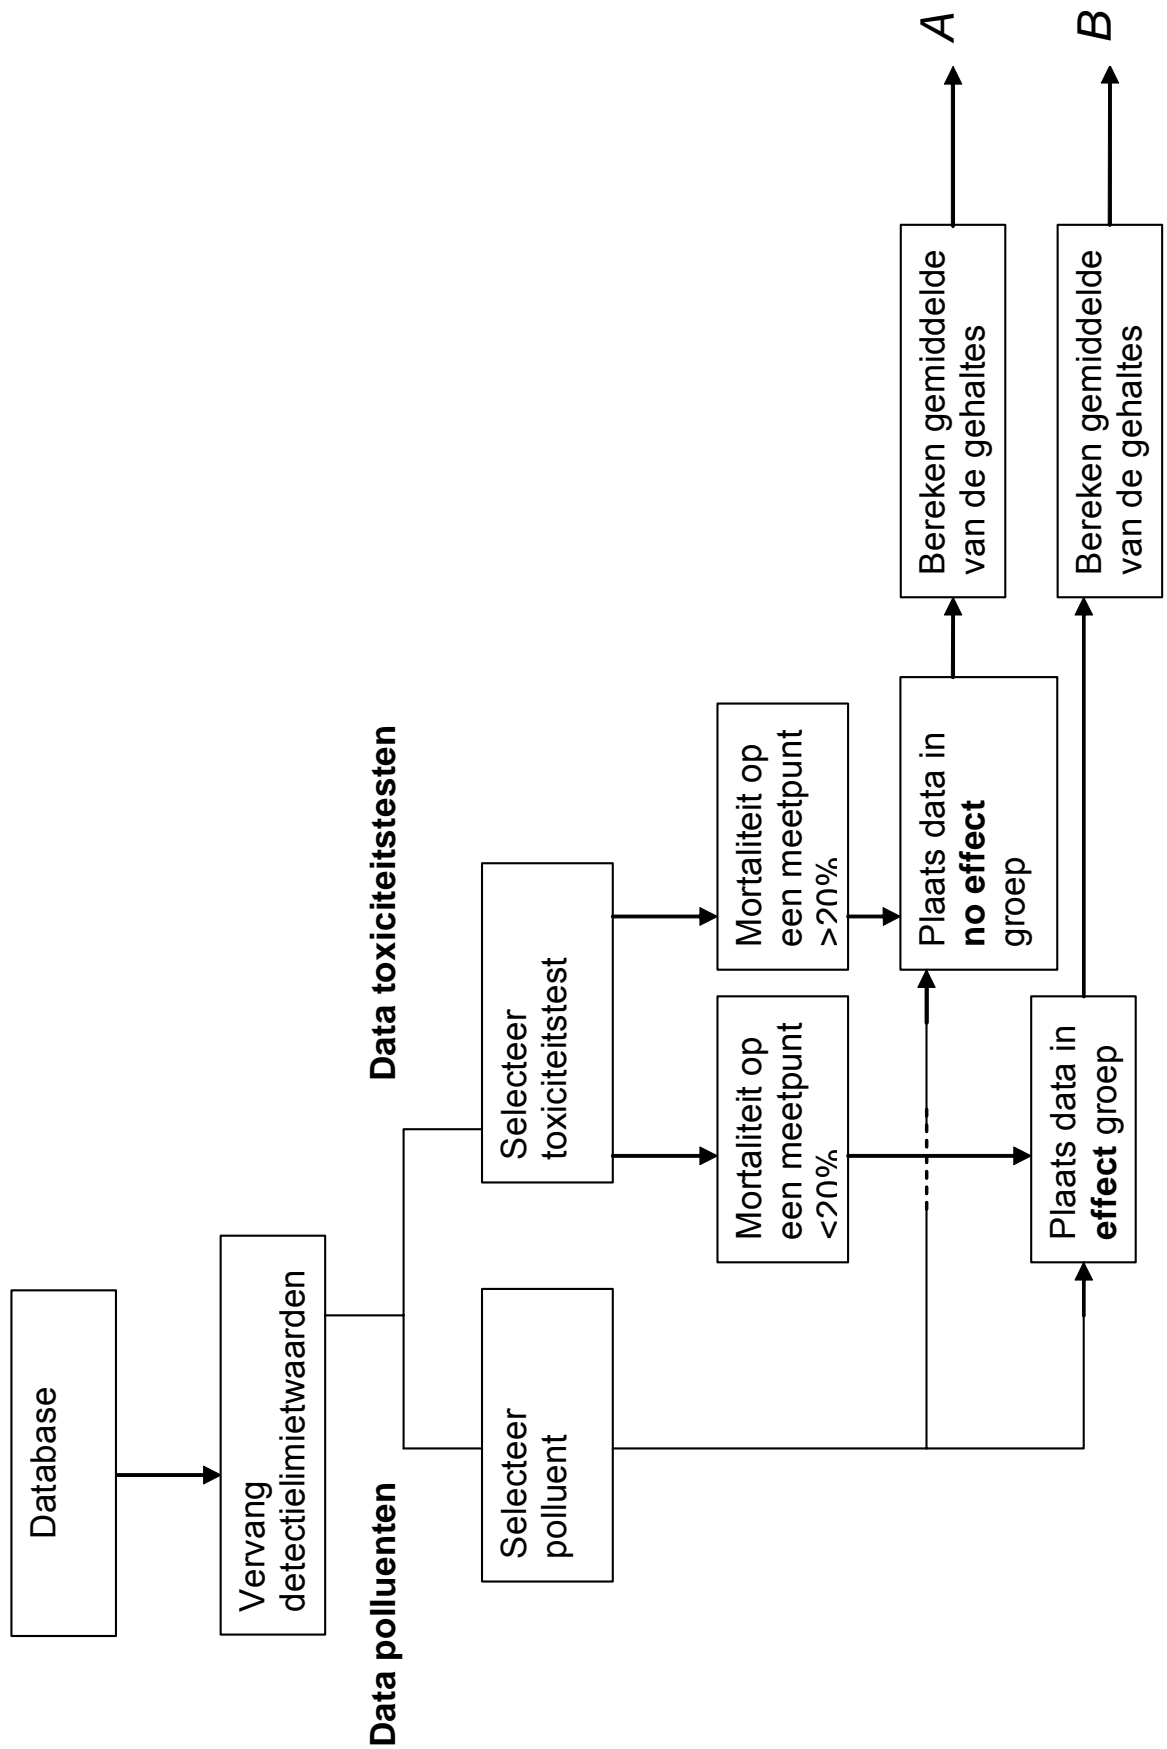 Database
Vervang
detectielimietwaarden
Data polluenten
Data toxiciteitstesten
Selecteer
polluent
Selecteer
toxiciteitstest
Mortaliteit op
een meetpunt
<20%
Mortaliteit op
een meetpunt
>20%
Plaats data in
no effect
groep
Bereken gemiddelde
van de gehaltes
A
Plaats data in
effect groep
Bereken gemiddelde
van de gehaltes
B